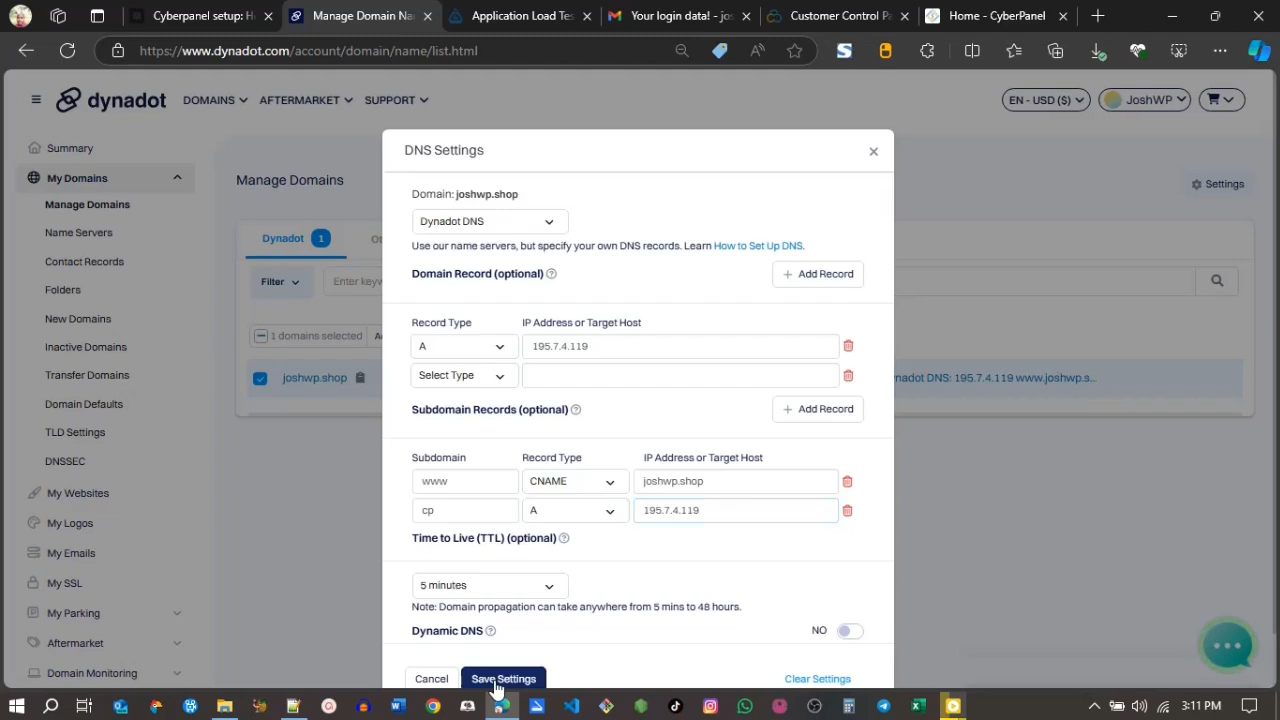 Cyberpanel setup: H
Manage Domain Na
Application Load Tes
Your login data! - jos
Customer Control Pa
Home - CyberPanel
https://www.dynadot.com/account/domain/name/list.html
dynadot
DOMAINS
AFTERMARKET
SUPPORT
EN - USD ($)
JoshWP
Summary
My Domains
Manage Domains
Name Servers
Contact Records
Folders
New Domains
Inactive Domains
Transfer Domains
Domain Defaults
TLD Settings
DNSSEC
My Websites
My Logos
My Emails
My SSL
My Parking
Aftermarket
Domain Monitoring
Manage Domains
Settings
Dynadot 1
Filter
Enter keyw
1 domains selected
joshwp.shop
nadot DNS: 195.7.4.119 www.joshwp.s...
DNS Settings
Domain: joshwp.shop
Dynadot DNS
Use our name servers, but specify your own DNS records. Learn How to Set Up DNS.
Domain Record (optional)
Add Record
Record Type IP Address or Target Host
A 195.7.4.119
Select Type
Subdomain Records (optional)
Add Record
Subdomain Record Type IP Address or Target Host
www CNAME joshwp.shop
cp A 195.7.4.119
Time to Live (TTL) (optional)
5 minutes
Note: Domain propagation can take anywhere from 5 mins to 48 hours.
Dynamic DNS
NO
Cancel
Save Settings
Clear Settings
3:11 PM